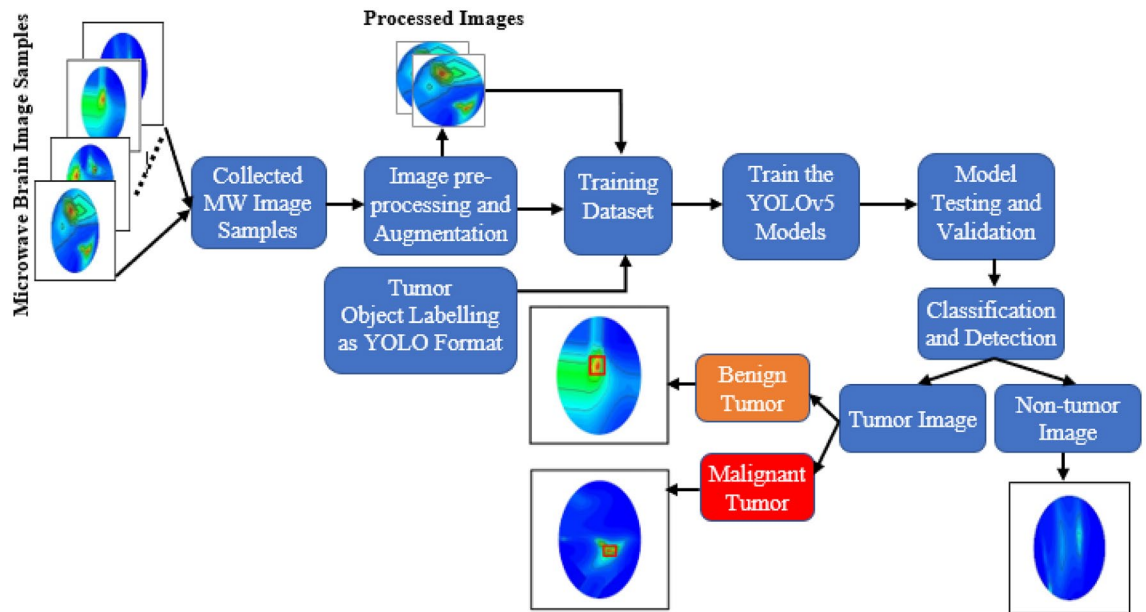 Processed Images
Microwave Brain Image Samples
Collected
MW Image
Samples
Image pre-
processing and
Augmentation
Training
Dataset
Train the
YOLOv5
Models
Model
Testing and
Validation
Tumor
Object Labelling
as YOLO Format
Classification
and Detection
Benign
Tumor
Tumor Image
Non-tumor
Image
Malignant
Tumor